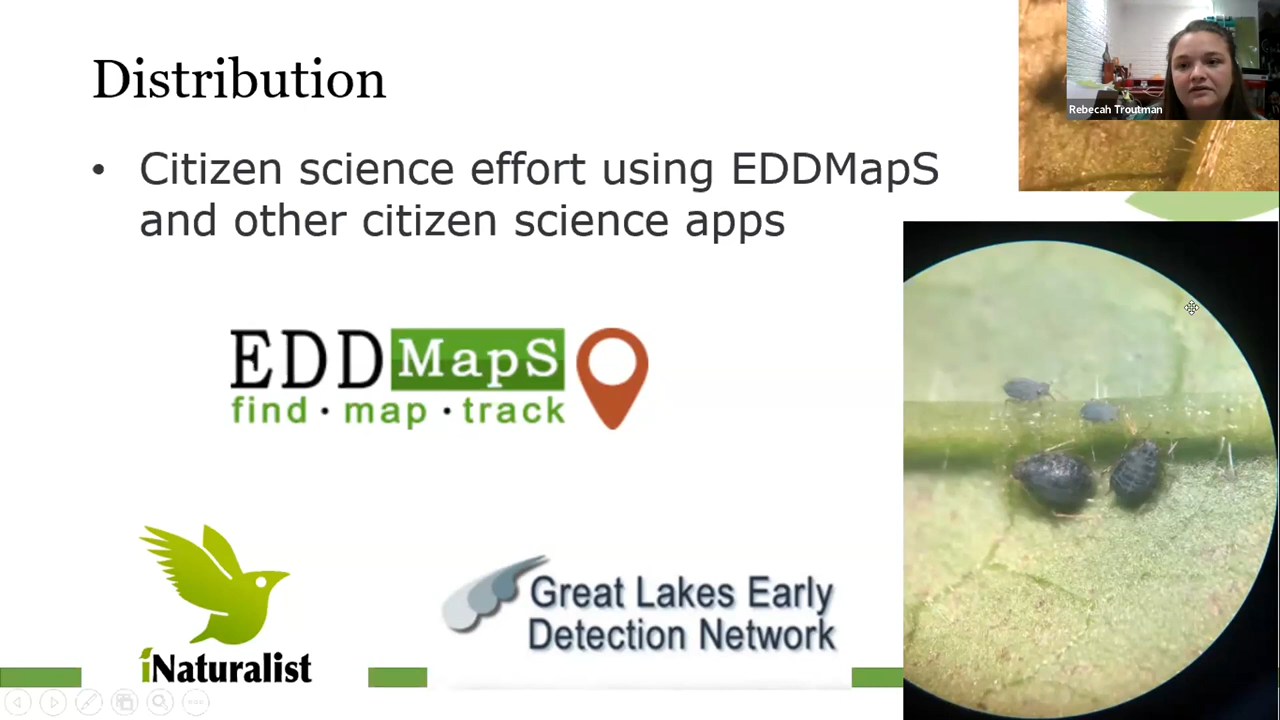 Distribution
• Citizen science effort using EDDMapS
and other citizen science apps
EDDMapS
find · map · track
iNaturalist
Great Lakes Early
Detection Network
Rebecah Troutman